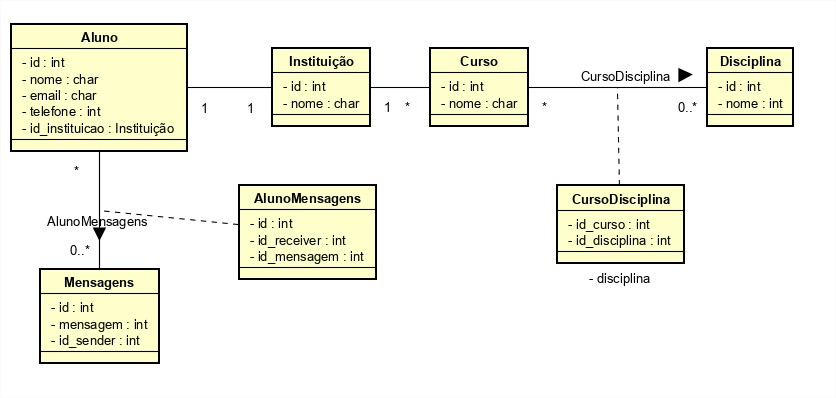 Aluno
- id : int
- nome : char
- email : char
- telefone : int
- id_instituicao : Instituição
1
1
Instituição
- id : int
- nome : char
1
*
Curso
- id : int
- nome : char
*
CursoDisciplina
0..*
Disciplina
- id : int
- nome : int
*
AlunoMensagens
0..*
AlunoMensagens
- id : int
- id_receiver : int
- id_mensagem : int
CursoDisciplina
- id_curso : int
- id_disciplina : int
- disciplina
Mensagens
- id : int
- mensagem : int
- id_sender : int